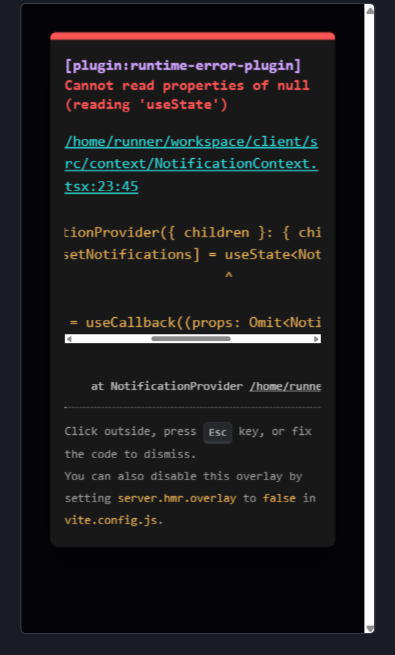 [plugin:runtime-error-plugin]
Cannot read properties of null
(reading 'useState')
/home/runner/workspace/client/s
rc/context/NotificationContext.
tsx:23:45
tionProvider({ children }: { chi
setNotifications] = useState<Not
^
= useCallback((props: Omit<Noti
at NotificationProvider /home/runne
Click outside, press Esc key, or fix
the code to dismiss.
You can also disable this overlay by
setting server.hmr.overlay to false in
vite.config.js.